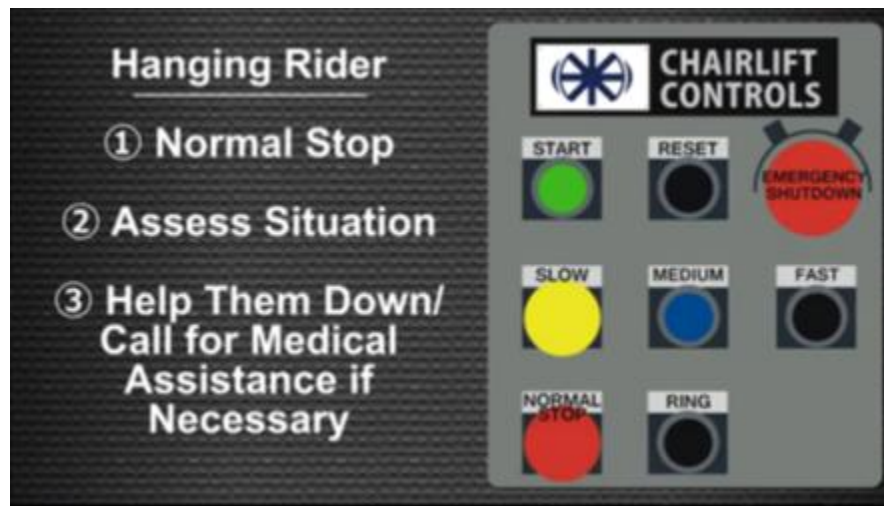 Hanging Rider
① Normal Stop
② Assess Situation
③ Help Them Down/
Call for Medical
Assistance if
Necessary
CHAIRLIFT
CONTROLS
START
RESET
EMERGENCY
SHUTDOWN
SLOW
MEDIUM
FAST
NORMAL
STOP
RING